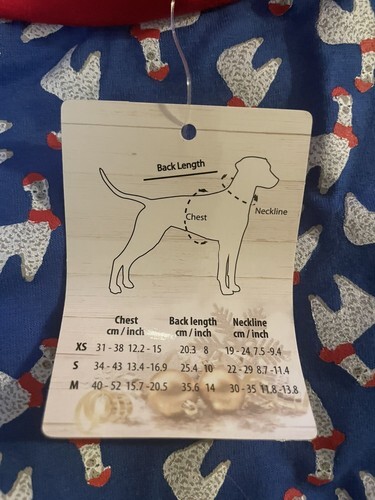 Back Length
Chest
Neckline
Chest Back length Neckline
cm / inch cm / inch cm / inch
XS 31 - 38 12.2 - 15 20.3 8 19 - 24 7.5 -9.4
S 34 - 43 13.4 -16.9 25.4 10 22 - 29 8.7 -11.4
M 40 - 52 15.7 - 20.5 35.6 14 30 - 35 11.8 -13.8